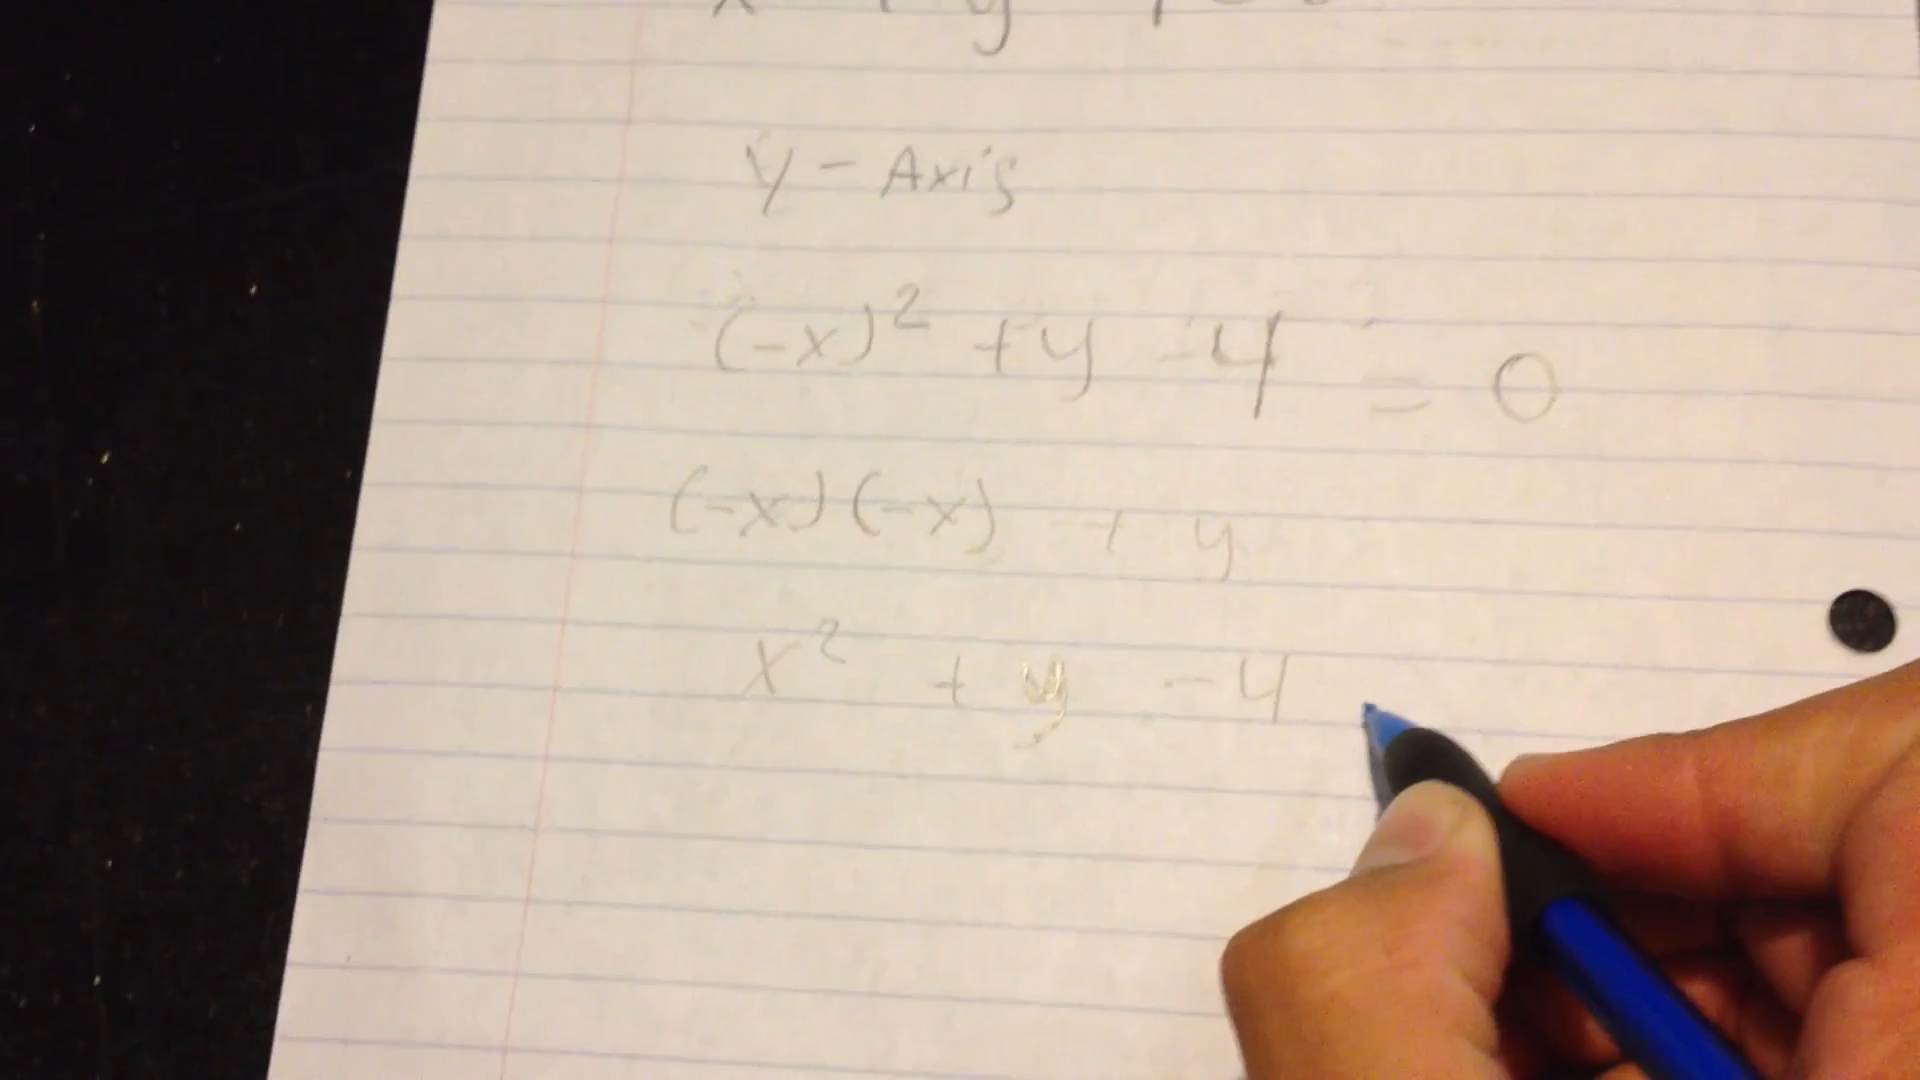 y - Axis
(-x)² + y - 4 = 0
(-x)(-x) + y
x² + y - 4